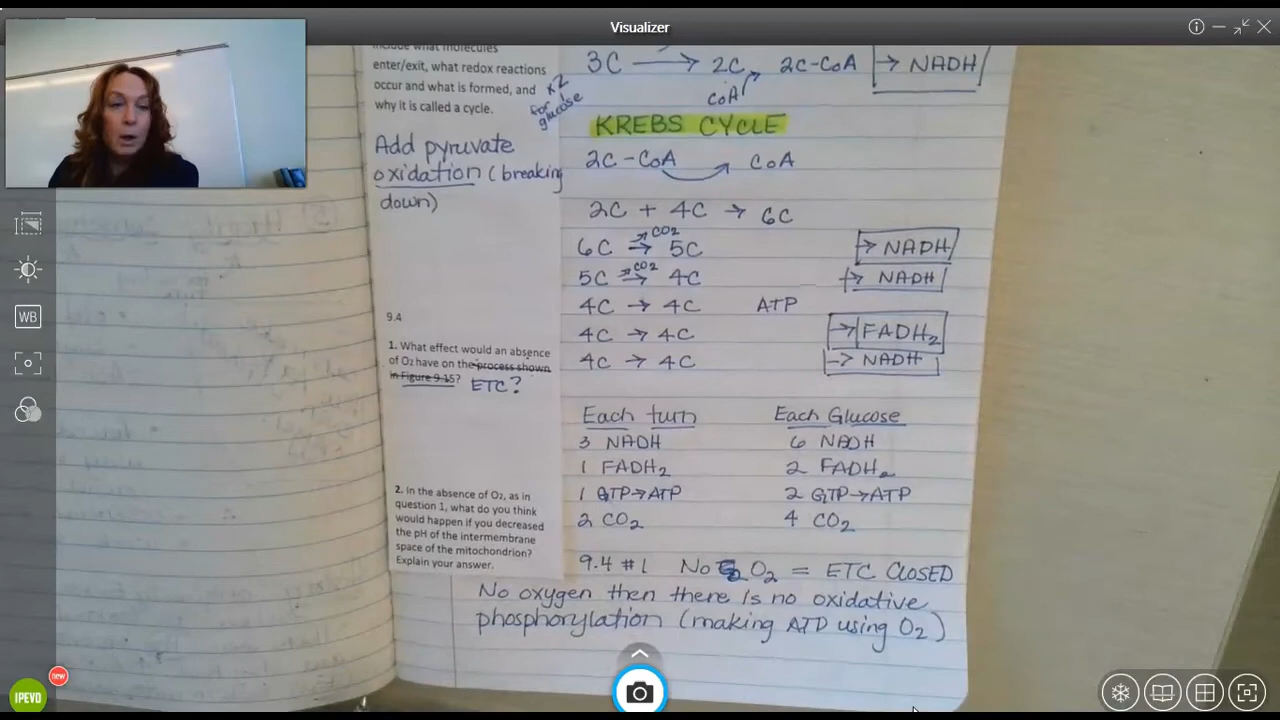 Visualizer
include what molecules
enter/exit, what redox reactions
occur and what is formed, and
why it is called a cycle.
x2
for 1
glucose
Add pyruvate
oxidation (breaking
down)
3C → 2C 2C-CoA → NADH
CoA
KREBS CYCLE
2C-CoA → CoA
2C + 4C → 6C
CO2
6C → 5C → NADH
CO2
5C → 4C → NADH
4C → 4C ATP
4C → 4C → FADH2
4C → 4C → NADH
9.4
1. What effect would an absence
of O2 have on the process shown
in Figure 9.15? ETC?
Each turn Each Glucose
3 NADH 6 NADH
1 FADH2 2 FADH2
1 GTP→ATP 2 GTP→ATP
2 CO2 4 CO2
2. In the absence of O2, as in
question 1, what do you think
would happen if you decreased
the pH of the intermembrane
space of the mitochondrion?
Explain your answer.
9.4 #1 No O2 = ETC CLOSED
No oxygen then there is no oxidative
phosphorylation (making ATP using O2)
WB
new
IPEVO